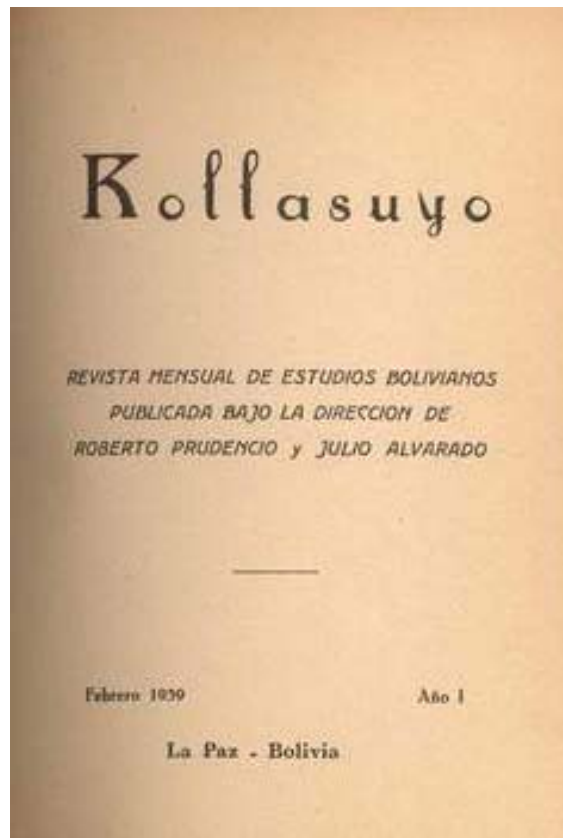 Kollasuyo
REVISTA MENSUAL DE ESTUDIOS BOLIVIANOS
PUBLICADA BAJO LA DIRECCION DE
ROBERTO PRUDENCIO y JULIO ALVARADO
Febrero 1939 Año I
La Paz - Bolivia